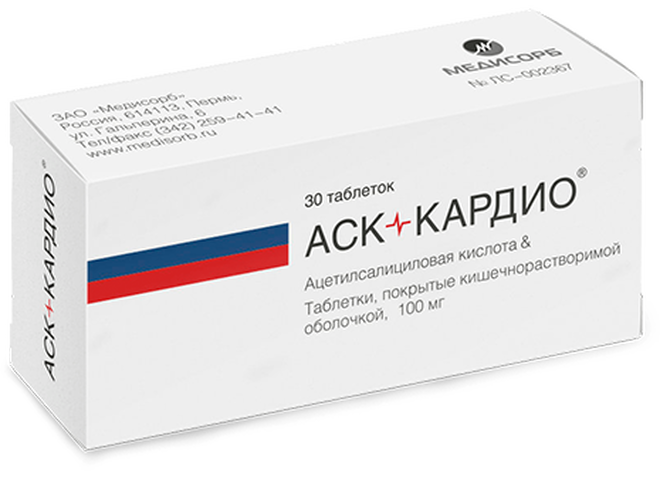 МЕДИСОРБ
№ ЛС-002367
ЗАО «Медисорб»
Россия, 614113, Пермь,
ул. Гальперина, 6
Тел/факс (342) 259-41-41
www.medisorb.ru
30 таблеток
АСК-КАРДИО®
Ацетилсалициловая кислота &
Таблетки, покрытые кишечнорастворимой
оболочкой, 100 мг
АСК-КАРДИО®